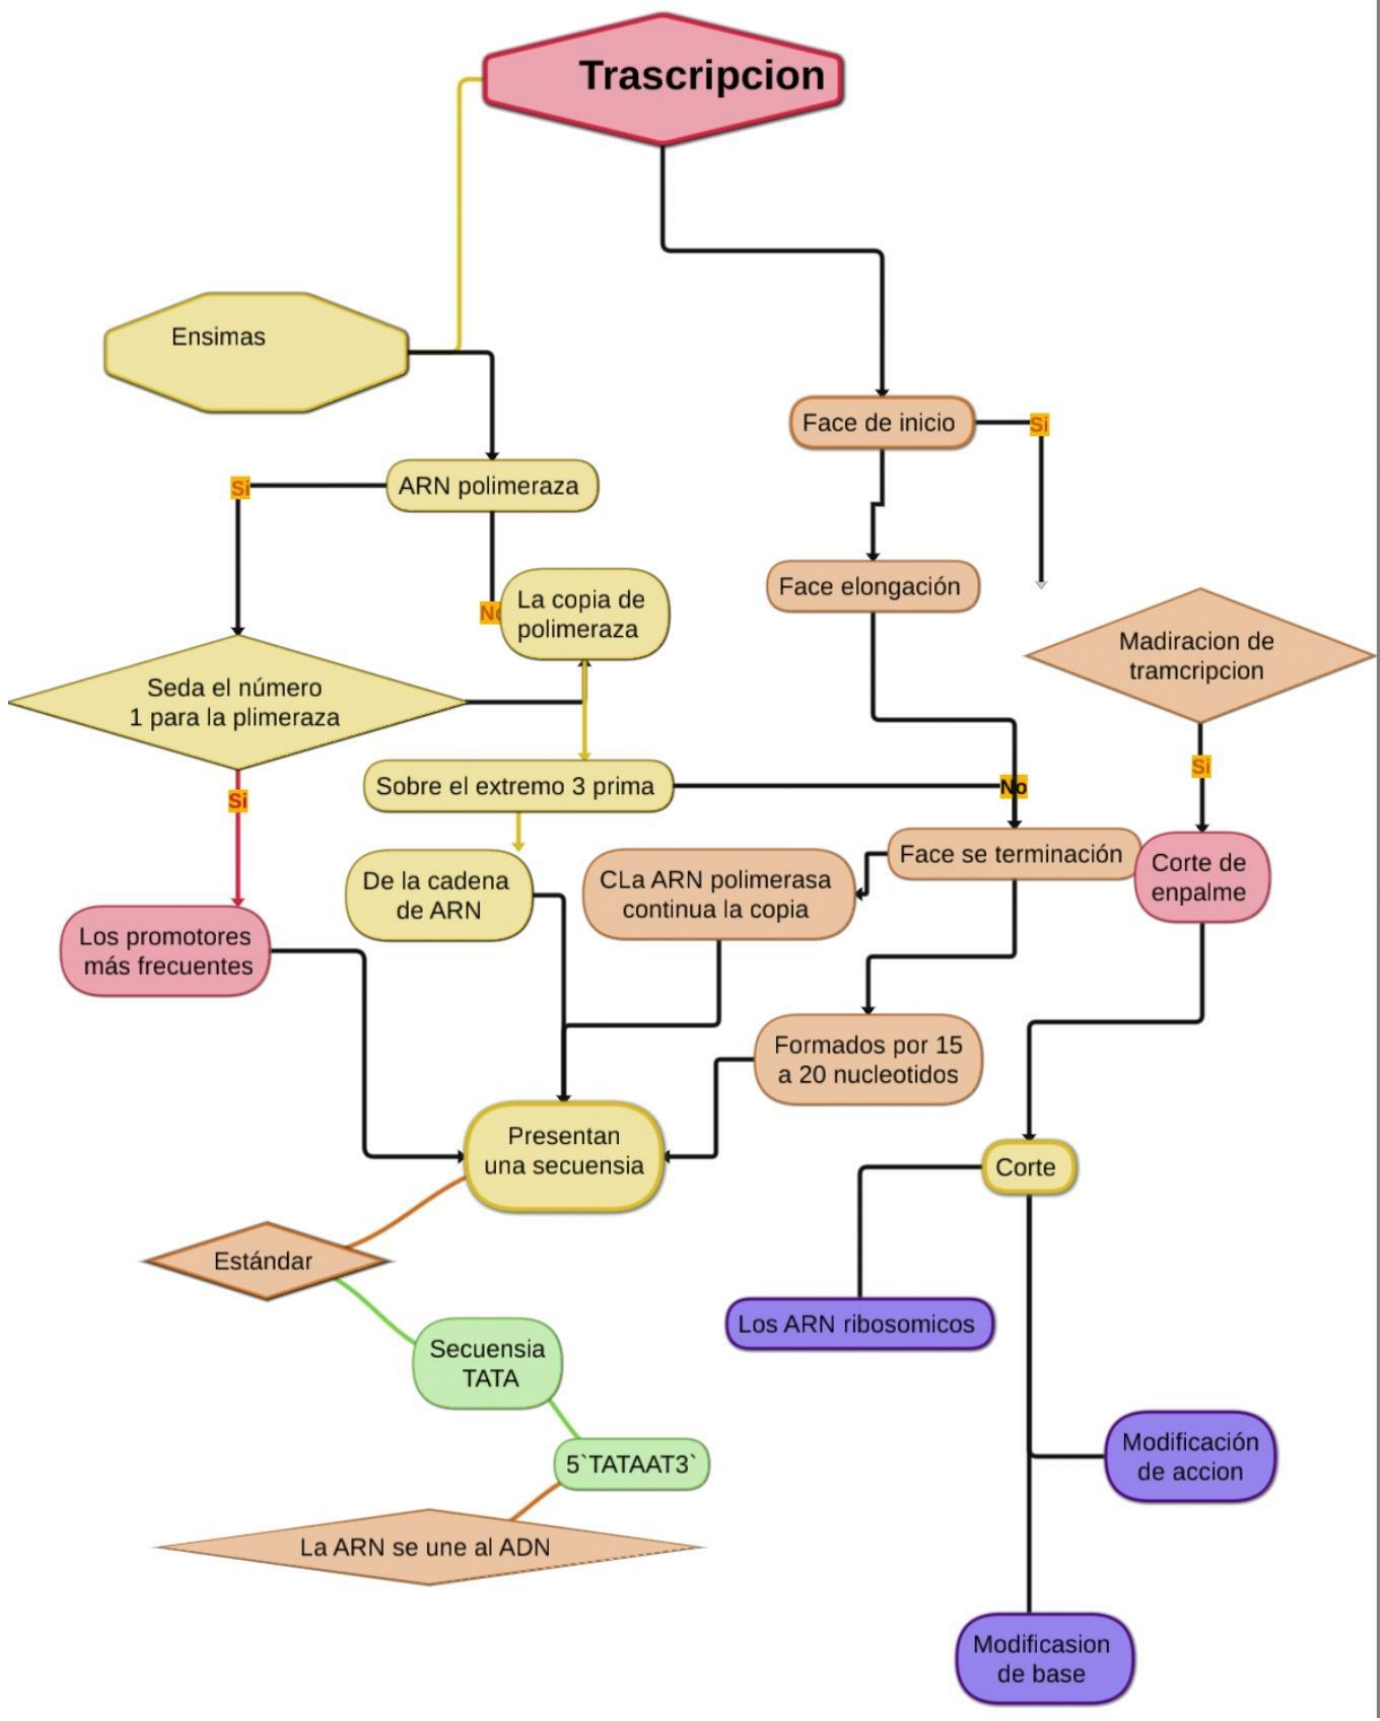 Trascripcion
Ensimas
Face de inicio
Si
ARN polimeraza
Si
Face elongación
La copia de
polimeraza
No
Madiracion de
tramcripcion
Seda el número
1 para la plimeraza
Si
Si
Sobre el extremo 3 prima
No
Face se terminación
Corte de
enpalme
De la cadena
de ARN
CLa ARN polimerasa
continua la copia
Los promotores
más frecuentes
Formados por 15
a 20 nucleotidos
Presentan
una secuensia
Corte
Estándar
Los ARN ribosomicos
Secuensia
TATA
Modificación
de accion
5`TATAAT3`
La ARN se une al ADN
Modificasion
de base